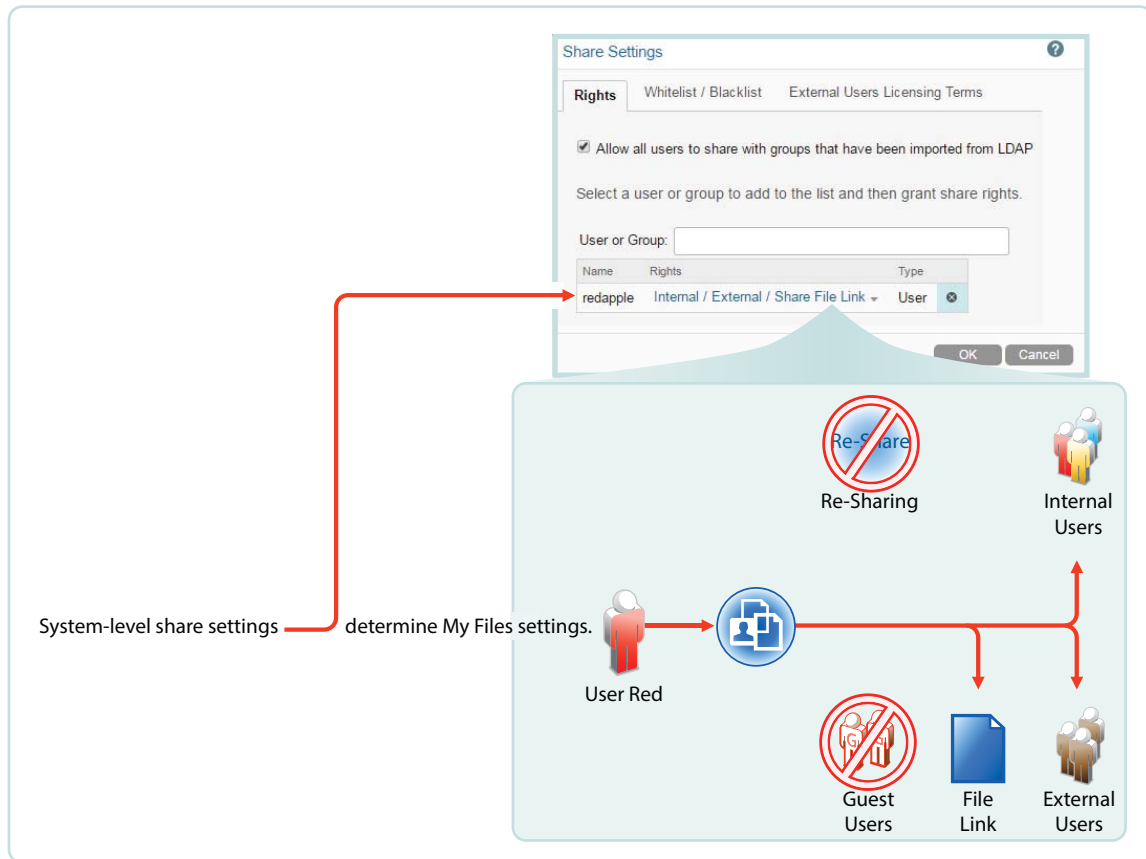 Share Settings
?
Rights
Whitelist / Blacklist
External Users Licensing Terms
Allow all users to share with groups that have been imported from LDAP
Select a user or group to add to the list and then grant share rights.
User or Group:
Name
Rights
Type
redapple
Internal / External / Share File Link
User
OK
Cancel
Re-Share
Re-Sharing
Internal
Users
System-level share settings
determine My Files settings.
User Red
G
G
Guest
Users
File
Link
External
Users